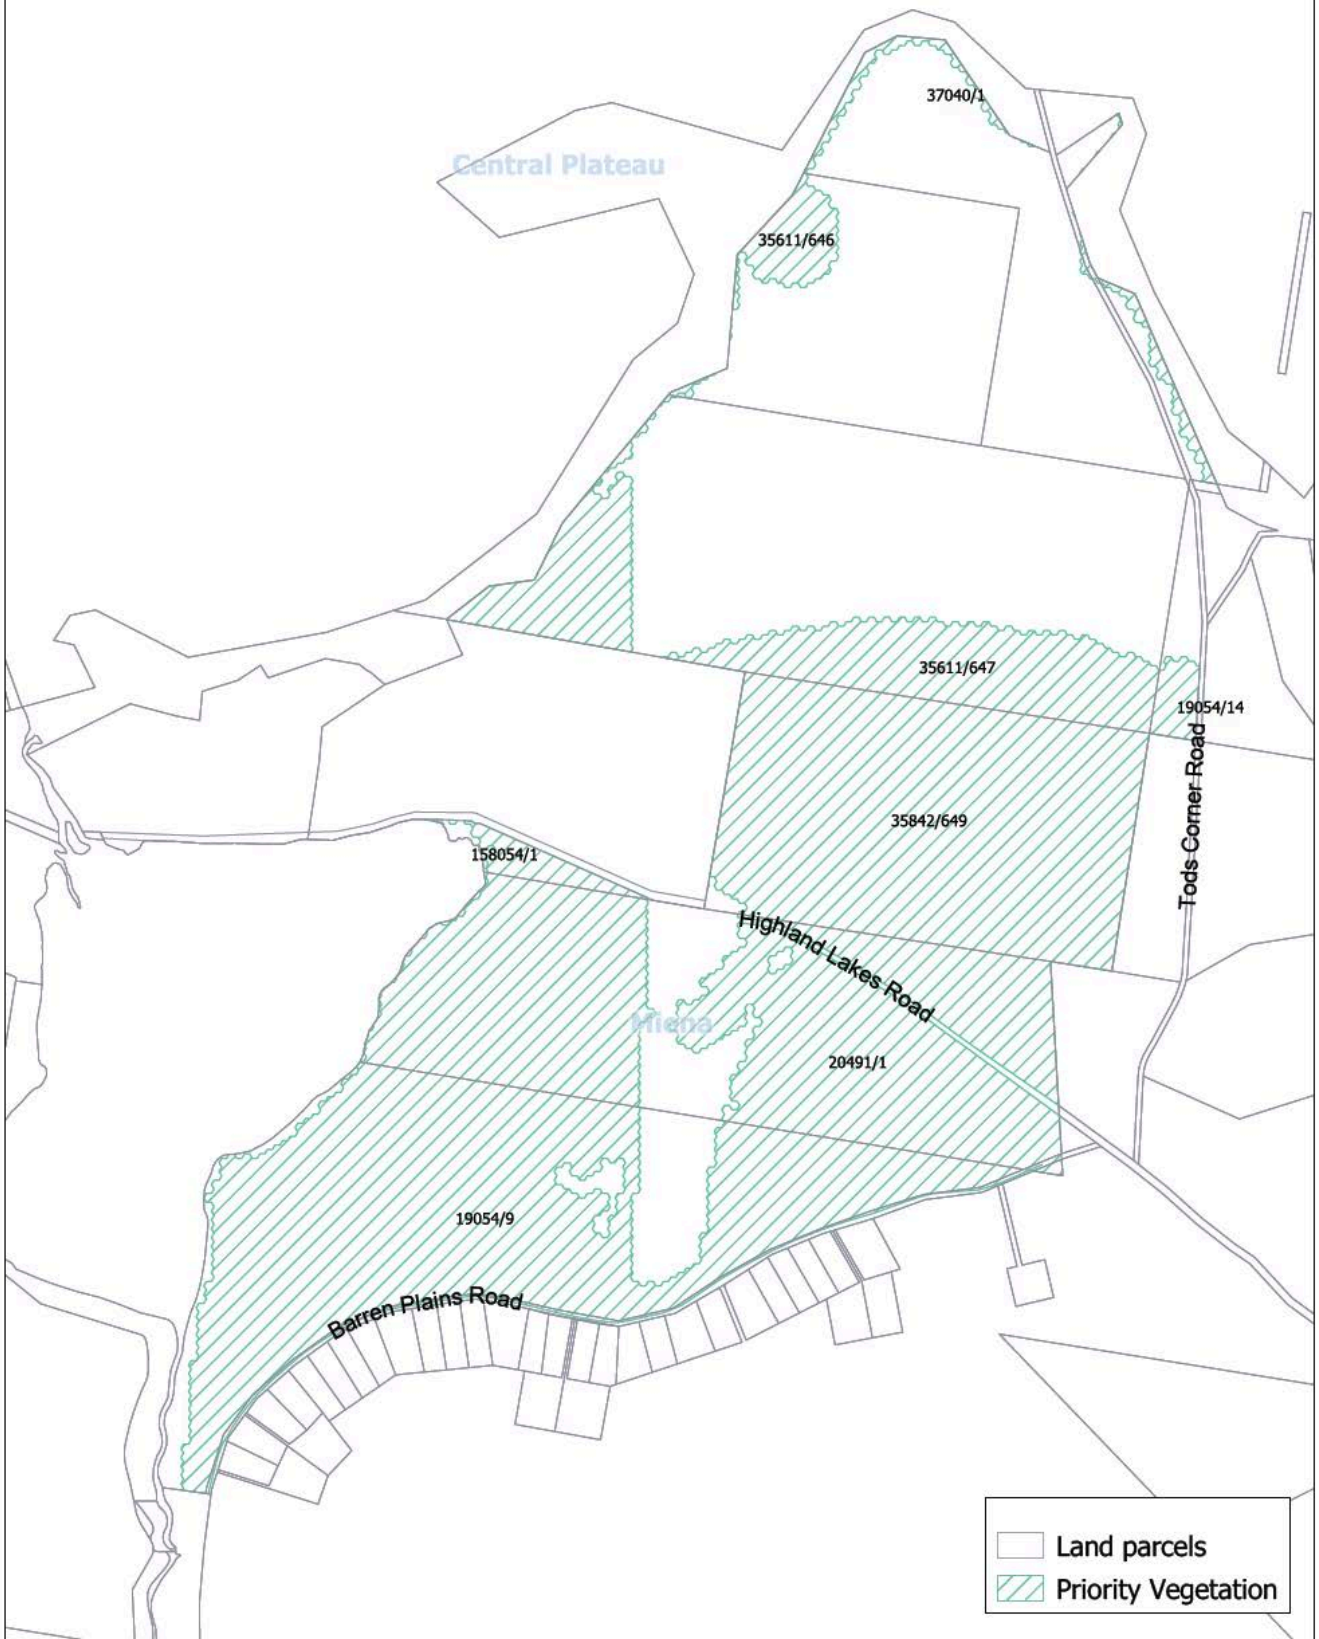 37040/1
Central Plateau
35611/646
35611/647
19054/14
Tods Corner Road
35842/649
158054/1
Highland Lakes Road
Miena
20491/1
19054/9
Barren Plains Road
Land parcels
Priority Vegetation